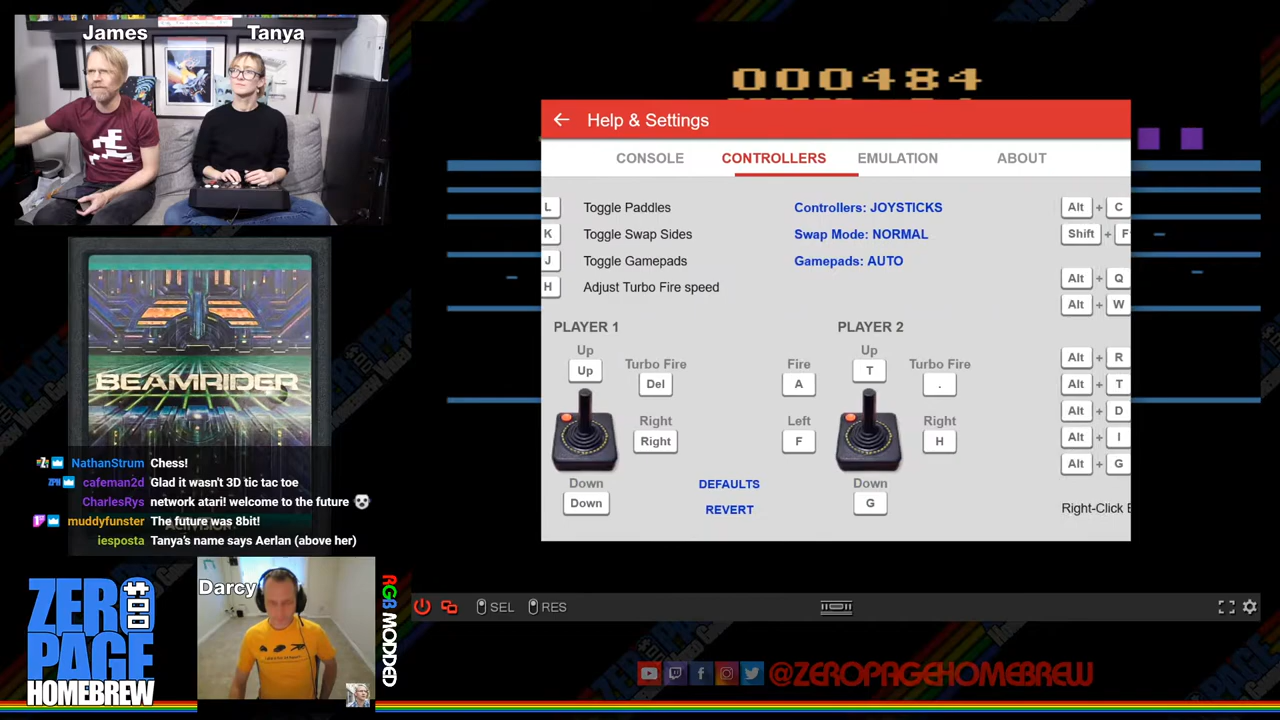 James
Tanya
000484
Help & Settings
CONSOLE
CONTROLLERS
EMULATION
ABOUT
L Toggle Paddles
K Toggle Swap Sides
J Toggle Gamepads
H Adjust Turbo Fire speed
Controllers: JOYSTICKS
Swap Mode: NORMAL
Gamepads: AUTO
Alt + C
Shift + F
Alt + Q
Alt + W
Alt + R
Alt + T
Alt + D
Alt + I
Alt + G
Right-Click
PLAYER 1
Up
Up
Turbo Fire
Del
Right
Right
Down
Down
DEFAULTS
REVERT
PLAYER 2
Up
T
Fire
A
Turbo Fire
.
Left
F
Right
H
Down
G
BEAMRIDER
NathanStrum Chess!
cafeman2d Glad it wasn't 3D tic tac toe
CharlesRys network atari! welcome to the future
muddyfunster The future was 8bit!
iesposta Tanya's name says Aerlan (above her)
SEL
RES
ZERO
PAGE
HOMEBREW
Darcy
RGB MODDED
@ZEROPAGEHOMEBREW